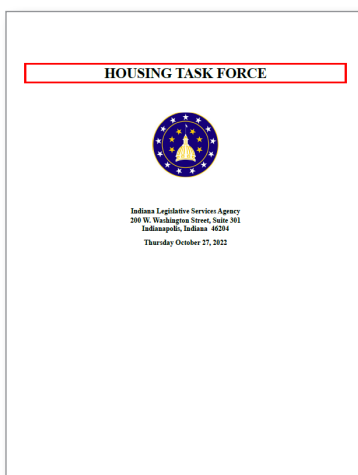 HOUSING TASK FORCE
Indiana Legislative Services Agency
200 W. Washington Street, Suite 301
Indianapolis, Indiana 46204
Thursday October 27, 2022